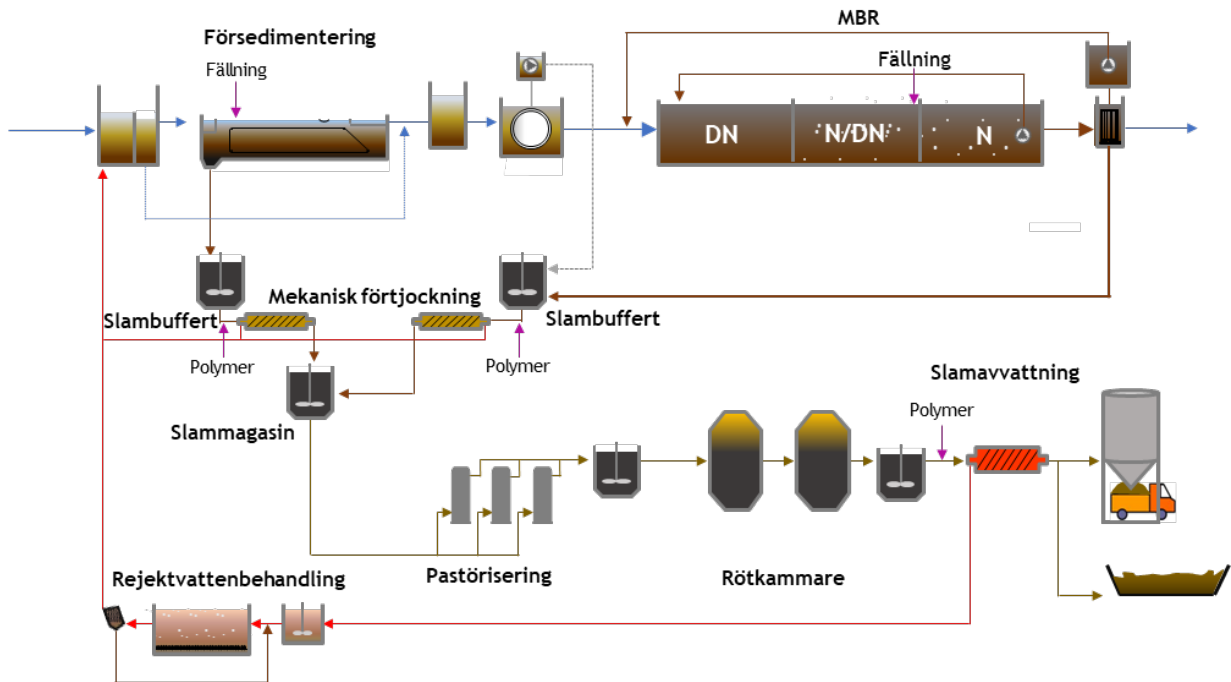 MBR
Försedimentering
Fällning
Fällning
DN
N/DN
N
Mekanisk förtjockning
Slambuffert
Slambuffert
Polymer
Polymer
Slamavvattning
Polymer
Slammagasin
Pastörisering
Rötkammare
Rejektvattenbehandling